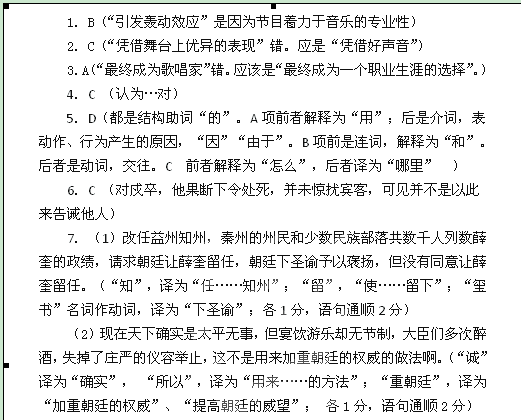 1. B（“引发轰动效应”是因为节目着力于音乐的专业性）
2. C（“凭借舞台上优异的表现”错。应是“凭借好声音”）
3.A(“最终成为歌唱家”错。应该是“最终成为一个职业生涯的选择”。）
4. C （认为…对）
5. D（都是结构助词“的”。A 项前者解释为“用”；后是介词，表
动作、行为产生的原因，“因”“由于”。B 项前是连词，解释为“和”。
后者是动词，交往。C 前者解释为“怎么”，后者译为“哪里” ）
6. C （对戍卒，他果断下令处死，并未惊扰宾客，可见并不是以此
来告诫他人）
7. （1）改任益州知州，秦州的州民和少数民族部落共数千人列数薛
奎的政绩，请求朝廷让薛奎留任，朝廷下圣谕予以褒扬，但没有同意让薛
奎留任。（“知”，译为“任……知州”；“留”，“使……留下”；“玺
书”名词作动词，译为“下圣谕”；各 1 分，语句通顺 2 分）
（2）现在天下确实是太平无事，但宴饮游乐却无节制，大臣们多次醉
酒，失掉了庄严的仪容举止，这不是用来加重朝廷的权威的做法啊。（“诚”
译为“确实”， “所以”，译为“用来……的方法”；“重朝廷”，译为
“加重朝廷的权威”、“提高朝廷的威望”； 各 1 分，语句通顺 2 分）